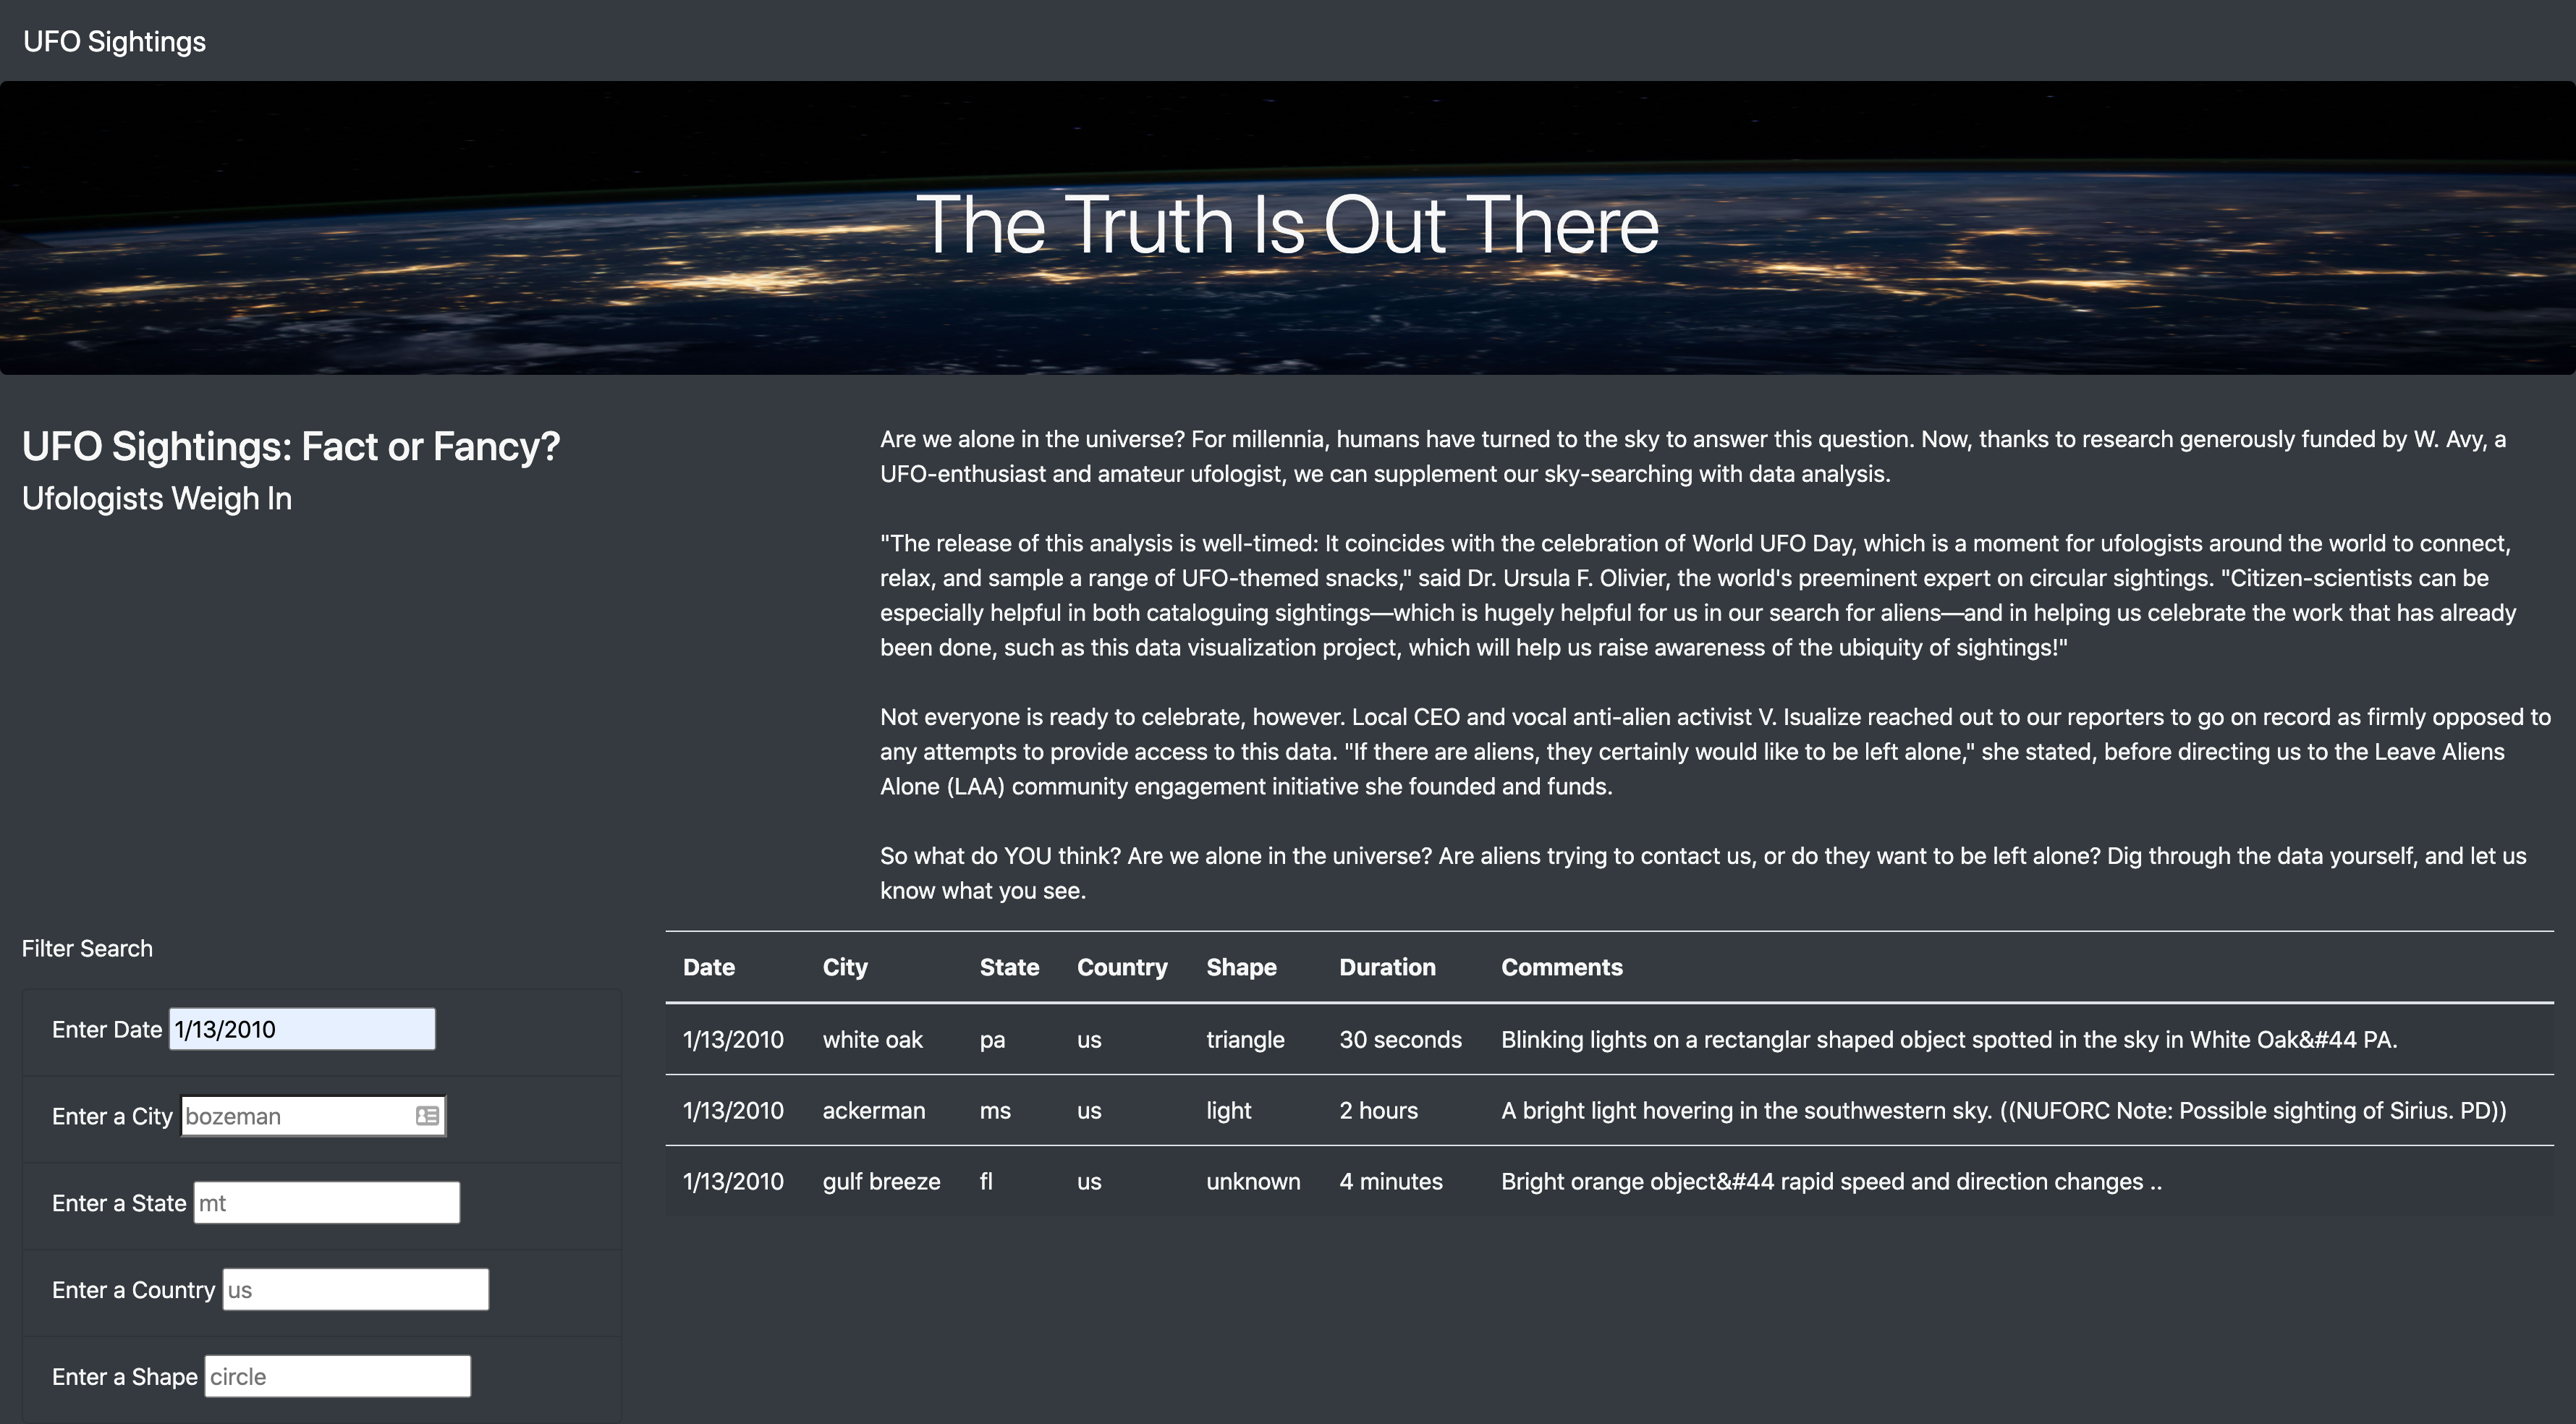 UFO Sightings
The Truth Is Out There
UFO Sightings: Fact or Fancy?
Ufologists Weigh In
Are we alone in the universe? For millennia, humans have turned to the sky to answer this question. Now, thanks to research generously funded by W. Avy, a
UFO-enthusiast and amateur ufologist, we can supplement our sky-searching with data analysis.
"The release of this analysis is well-timed: It coincides with the celebration of World UFO Day, which is a moment for ufologists around the world to connect,
relax, and sample a range of UFO-themed snacks," said Dr. Ursula F. Olivier, the world's preeminent expert on circular sightings. "Citizen-scientists can be
especially helpful in both cataloguing sightings—which is hugely helpful for us in our search for aliens—and in helping us celebrate the work that has already
been done, such as this data visualization project, which will help us raise awareness of the ubiquity of sightings!"
Not everyone is ready to celebrate, however. Local CEO and vocal anti-alien activist V. Isualize reached out to our reporters to go on record as firmly opposed to
any attempts to provide access to this data. "If there are aliens, they certainly would like to be left alone," she stated, before directing us to the Leave Aliens
Alone (LAA) community engagement initiative she founded and funds.
So what do YOU think? Are we alone in the universe? Are aliens trying to contact us, or do they want to be left alone? Dig through the data yourself, and let us
know what you see.
Filter Search
Enter Date 1/13/2010
Enter a City bozeman
Enter a State mt
Enter a Country us
Enter a Shape circle
Date City State Country Shape Duration Comments
1/13/2010 white oak pa us triangle 30 seconds Blinking lights on a rectanglar shaped object spotted in the sky in White Oak&#44 PA.
1/13/2010 ackerman ms us light 2 hours A bright light hovering in the southwestern sky. ((NUFORC Note: Possible sighting of Sirius. PD))
1/13/2010 gulf breeze fl us unknown 4 minutes Bright orange object&#44 rapid speed and direction changes ..